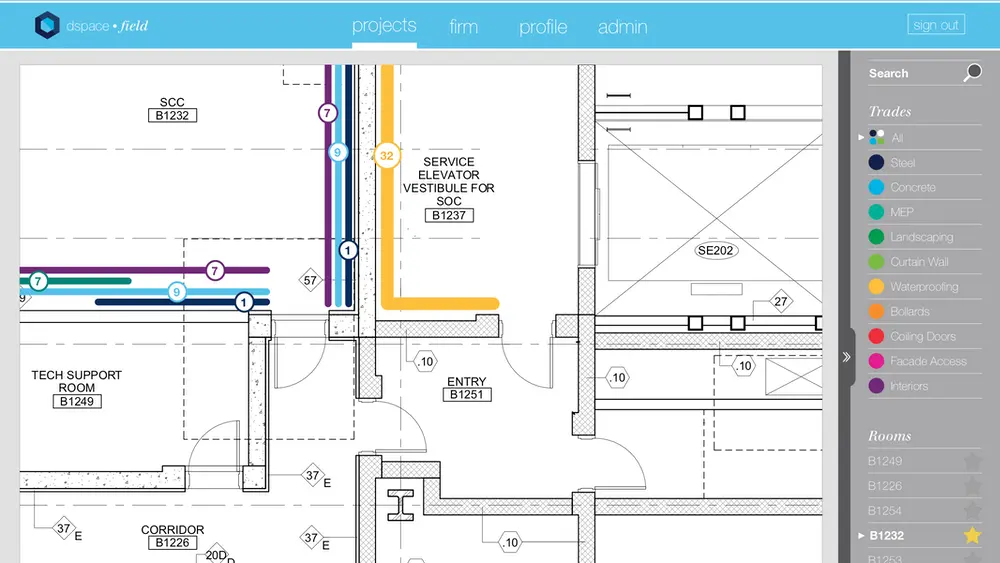 dspace • field
projects
firm
profile
admin
sign out
SCC
B1232
7
9
32
SERVICE
ELEVATOR
VESTIBULE FOR
SOC
B1237
1
SE202
7
7
9
1
9
57
27
.10
.10
.10
TECH SUPPORT
ROOM
B1249
ENTRY
B1251
37
E
37
E
37
E
CORRIDOR
B1226
20D
D
.10
Search
Trades
All
Steel
Concrete
MEP
Landscaping
Curtain Wall
Waterproofing
Bollards
Coiling Doors
Facade Access
Interiors
Rooms
B1249
B1226
B1254
B1232
B1253